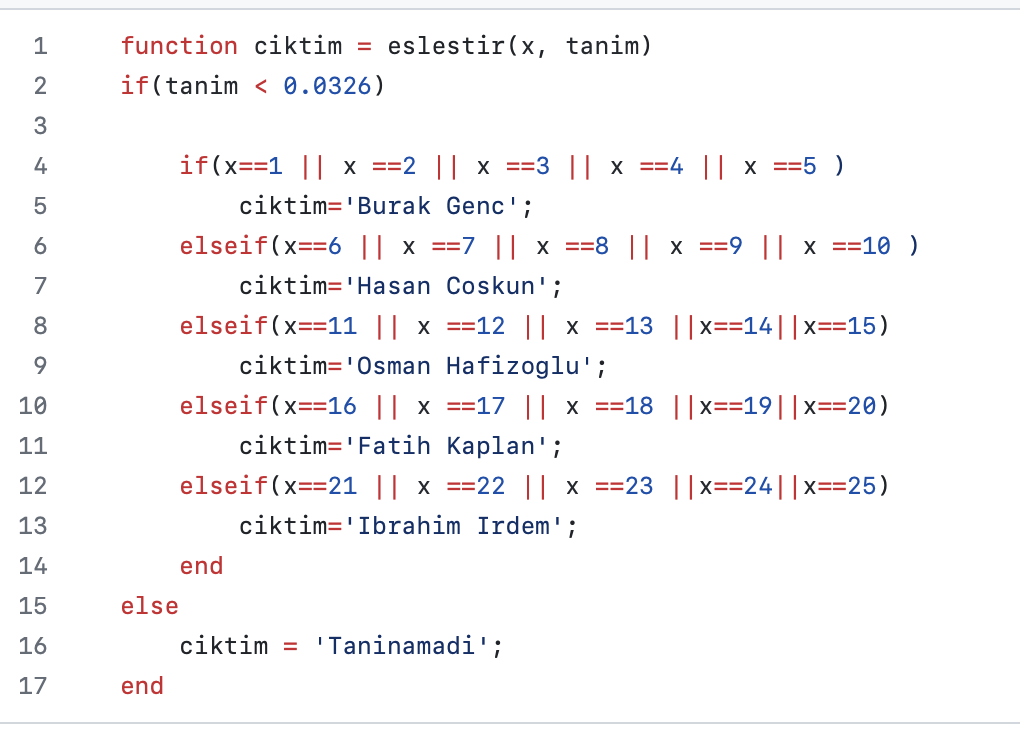 1 function ciktim = eslestir(x, tanim)
2 if(tanim < 0.0326)
3
4 if(x==1 || x ==2 || x ==3 || x ==4 || x ==5 )
5 ciktim='Burak Genc';
6 elseif(x==6 || x ==7 || x ==8 || x ==9 || x ==10 )
7 ciktim='Hasan Coskun';
8 elseif(x==11 || x ==12 || x ==13 ||x==14||x==15)
9 ciktim='Osman Hafizoglu';
10 elseif(x==16 || x ==17 || x ==18 ||x==19||x==20)
11 ciktim='Fatih Kaplan';
12 elseif(x==21 || x ==22 || x ==23 ||x==24||x==25)
13 ciktim='Ibrahim Irdem';
14 end
15 else
16 ciktim = 'Taninamadi';
17 end